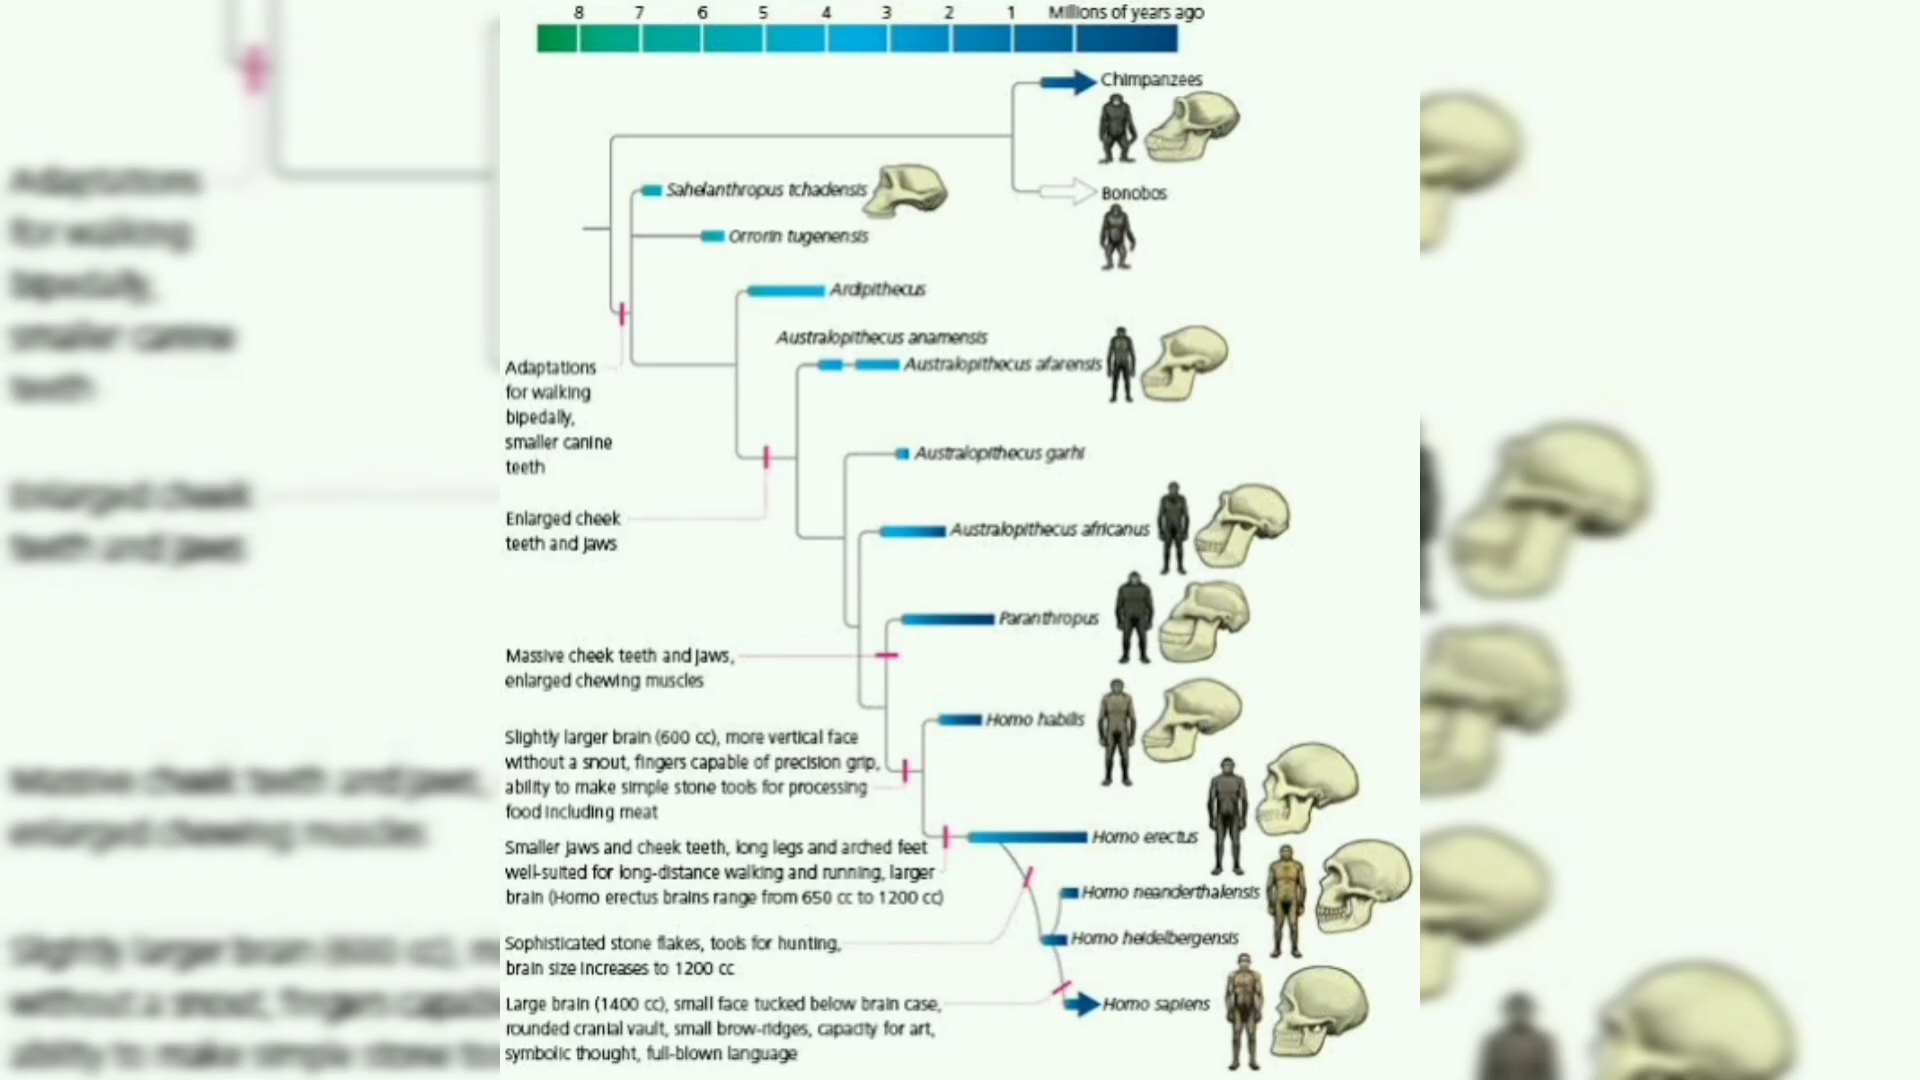 8 7 6 5 4 3 2 1 Millions of years ago
Chimpanzees
Sahelanthropus tchadensis
Bonobos
Orrorin tugenensis
Ardipithecus
Australopithecus anamensis
Australopithecus afarensis
Adaptations
for walking
bipedally,
smaller canine
teeth
Australopithecus garhi
Enlarged cheek
teeth and jaws
Australopithecus africanus
Paranthropus
Massive cheek teeth and jaws,
enlarged chewing muscles
Homo habilis
Slightly larger brain (600 cc), more vertical face
without a snout, fingers capable of precision grip,
ability to make simple stone tools for processing
food including meat
Homo erectus
Smaller jaws and cheek teeth, long legs and arched feet
well-suited for long-distance walking and running, larger
brain (Homo erectus brains range from 650 cc to 1200 cc)
Homo neanderthalensis
Homo heidelbergensis
Sophisticated stone flakes, tools for hunting,
brain size increases to 1200 cc
Homo sapiens
Large brain (1400 cc), small face tucked below brain case,
rounded cranial vault, small brow-ridges, capacity for art,
symbolic thought, full-blown language